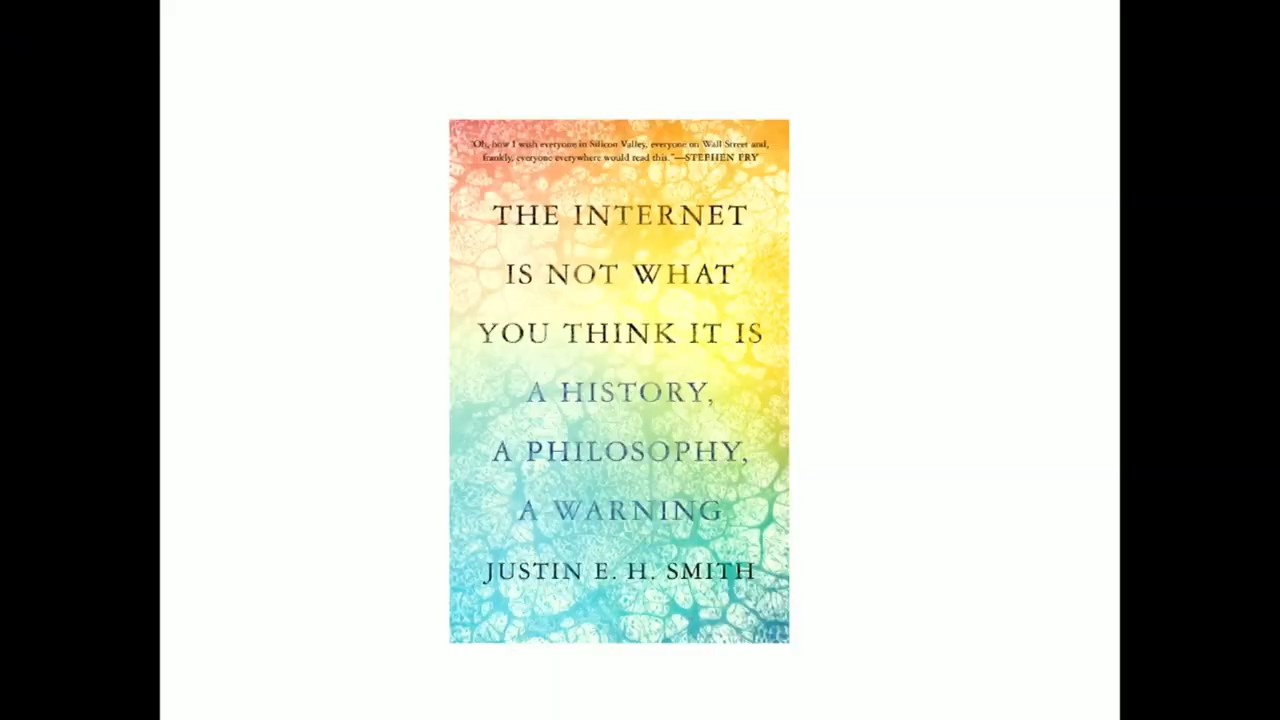 "Oh, how I wish everyone in Silicon Valley, everyone on Wall Street and,
frankly, everyone everywhere would read this."—STEPHEN FRY
THE INTERNET
IS NOT WHAT
YOU THINK IT IS
A HISTORY,
A PHILOSOPHY,
A WARNING
JUSTIN E. H. SMITH